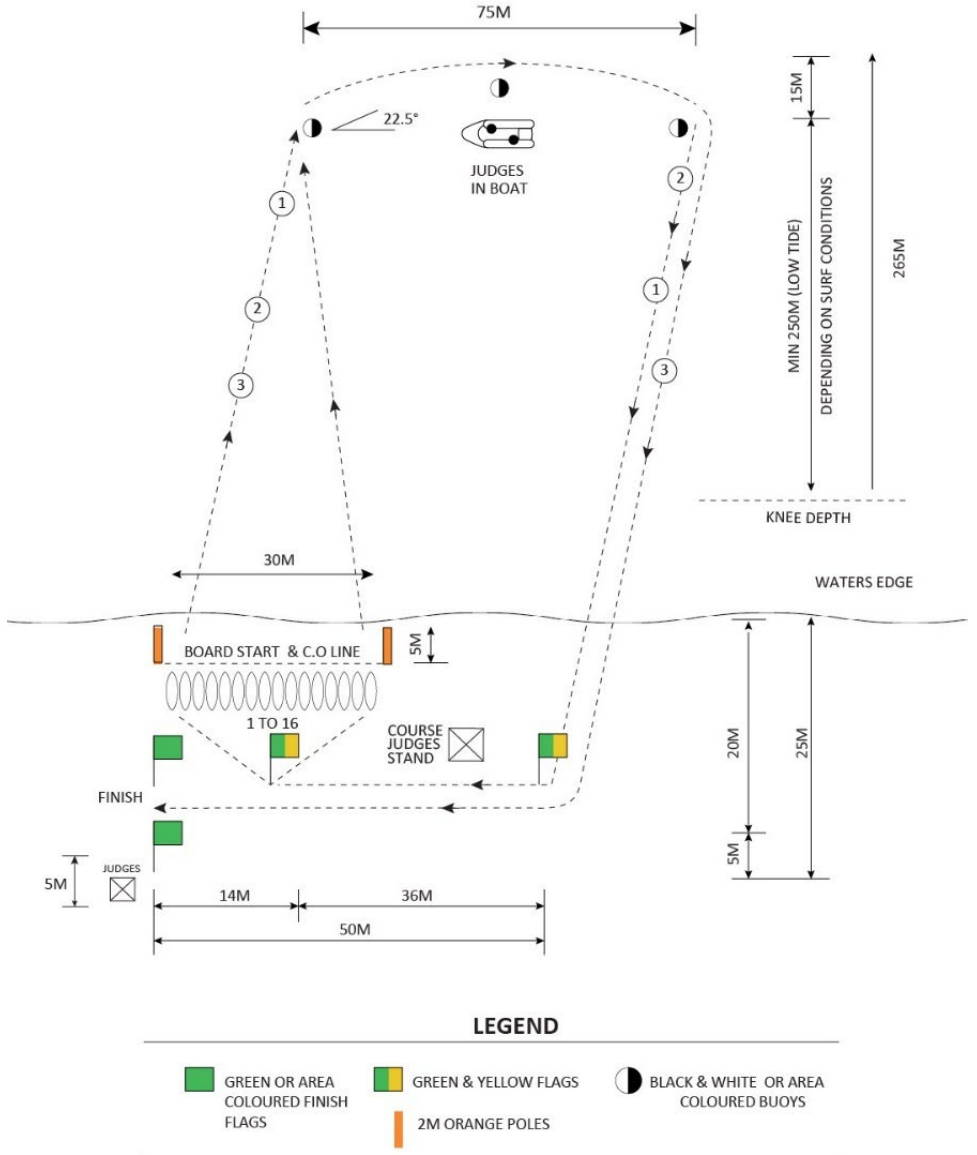 75M
15M
22.5°
JUDGES
IN BOAT
2
1
1
2
3
3
MIN 250M (LOW TIDE)
DEPENDING ON SURF CONDITIONS
265M
KNEE DEPTH
30M
WATERS EDGE
BOARD START & C.O LINE
5M
1 TO 16
COURSE
JUDGES
STAND
20M
25M
FINISH
5M
JUDGES
5M
14M
36M
50M
LEGEND
GREEN OR AREA
COLOURED FINISH
FLAGS
GREEN & YELLOW FLAGS
2M ORANGE POLES
BLACK & WHITE OR AREA
COLOURED BUOYS